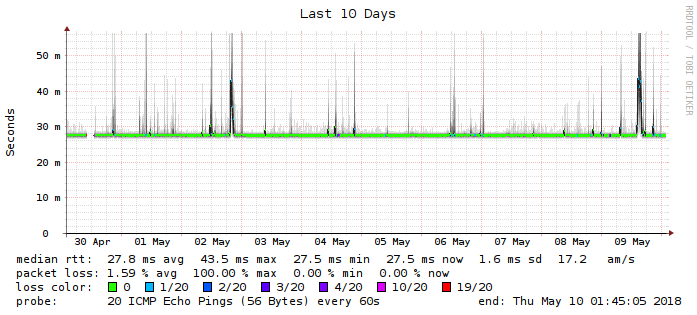 Last 10 Days
RRDTOOL / TOBI OETIKER
Seconds
50 m
40 m
30 m
20 m
10 m
0
30 Apr 01 May 02 May 03 May 04 May 05 May 06 May 07 May 08 May 09 May
median rtt: 27.8 ms avg 43.5 ms max 27.5 ms min 27.5 ms now 1.6 ms sd 17.2 am/s
packet loss: 1.59 % avg 100.00 % max 0.00 % min 0.00 % now
loss color: 0 1/20 2/20 3/20 4/20 10/20 19/20
probe: 20 ICMP Echo Pings (56 Bytes) every 60s end: Thu May 10 01:45:05 2018